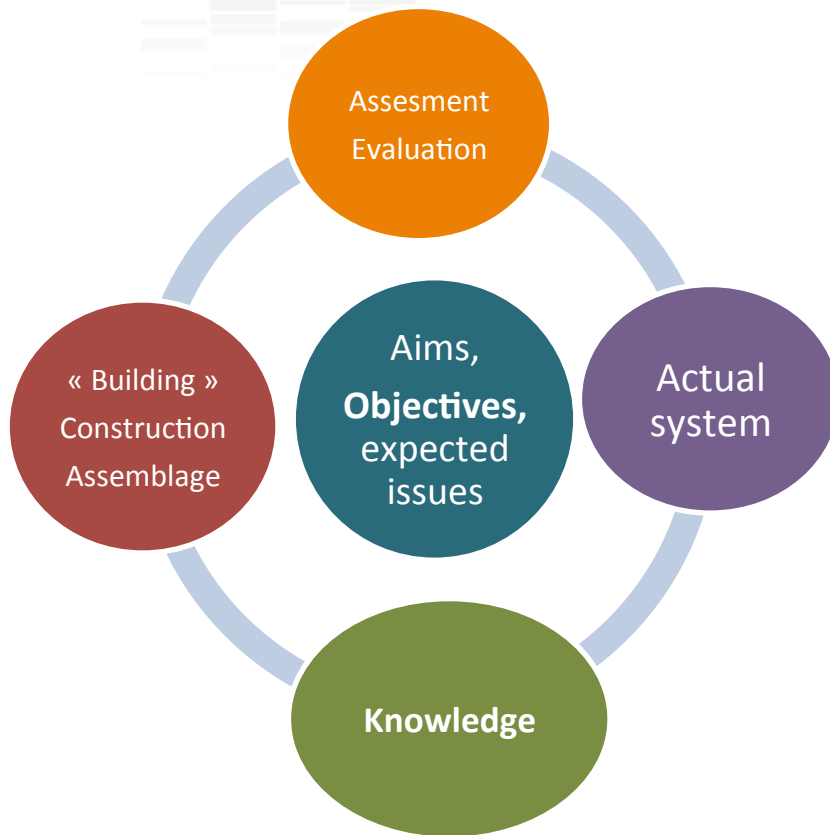 Assesment
Evaluation
« Building »
Construction
Assemblage
Aims,
Objectives,
expected
issues
Actual
system
Knowledge